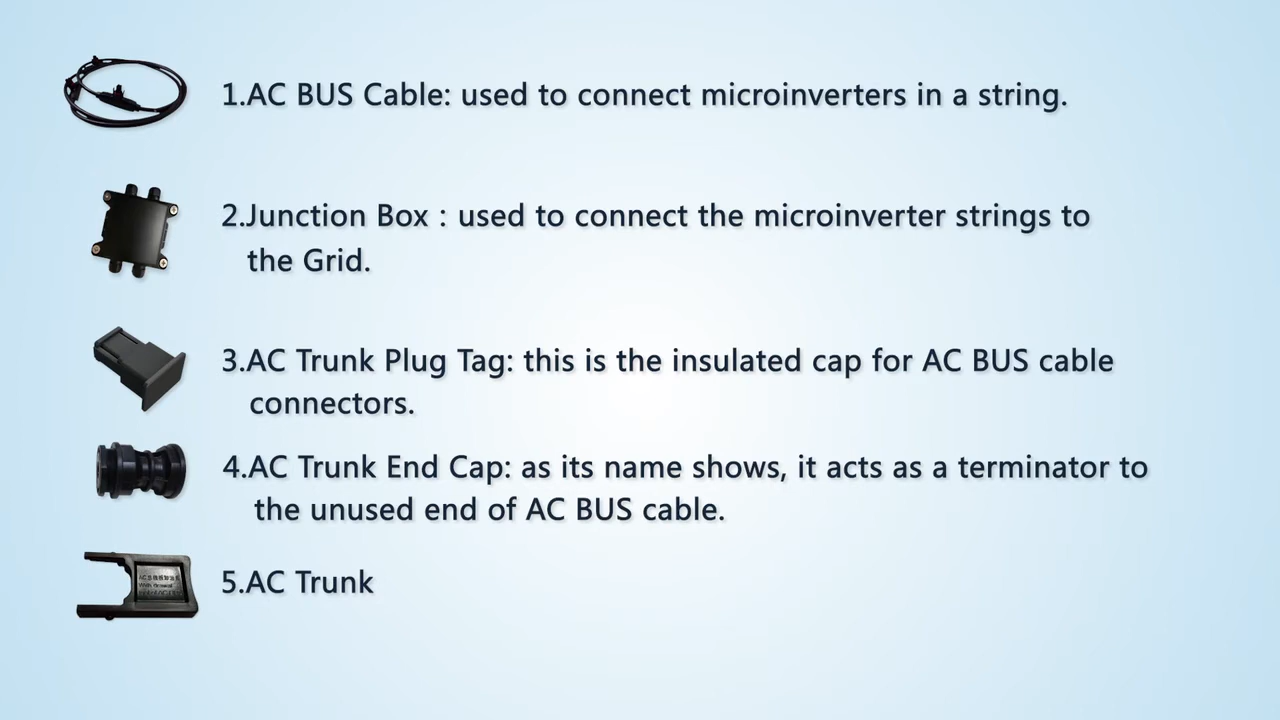 1.AC BUS Cable: used to connect microinverters in a string.
2.Junction Box : used to connect the microinverter strings to
the Grid.
3.AC Trunk Plug Tag: this is the insulated cap for AC BUS cable
connectors.
4.AC Trunk End Cap: as its name shows, it acts as a terminator to
the unused end of AC BUS cable.
5.AC Trunk